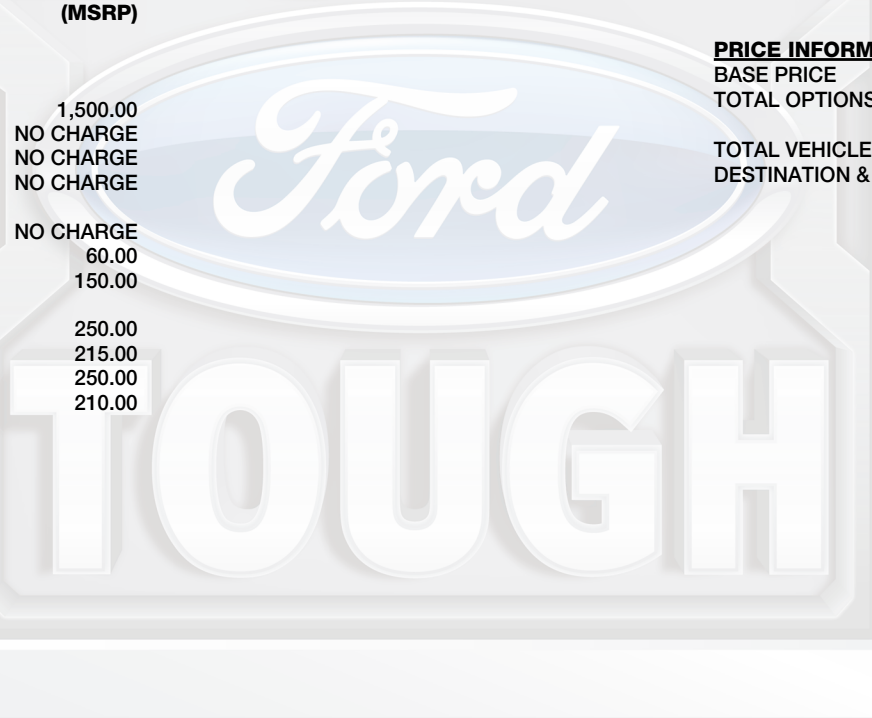 (MSRP)
1,500.00
NO CHARGE
NO CHARGE
NO CHARGE
NO CHARGE
60.00
150.00
250.00
215.00
250.00
210.00
PRICE INFORM
BASE PRICE
TOTAL OPTIONS
TOTAL VEHICLE
DESTINATION &
Ford
TOUGH